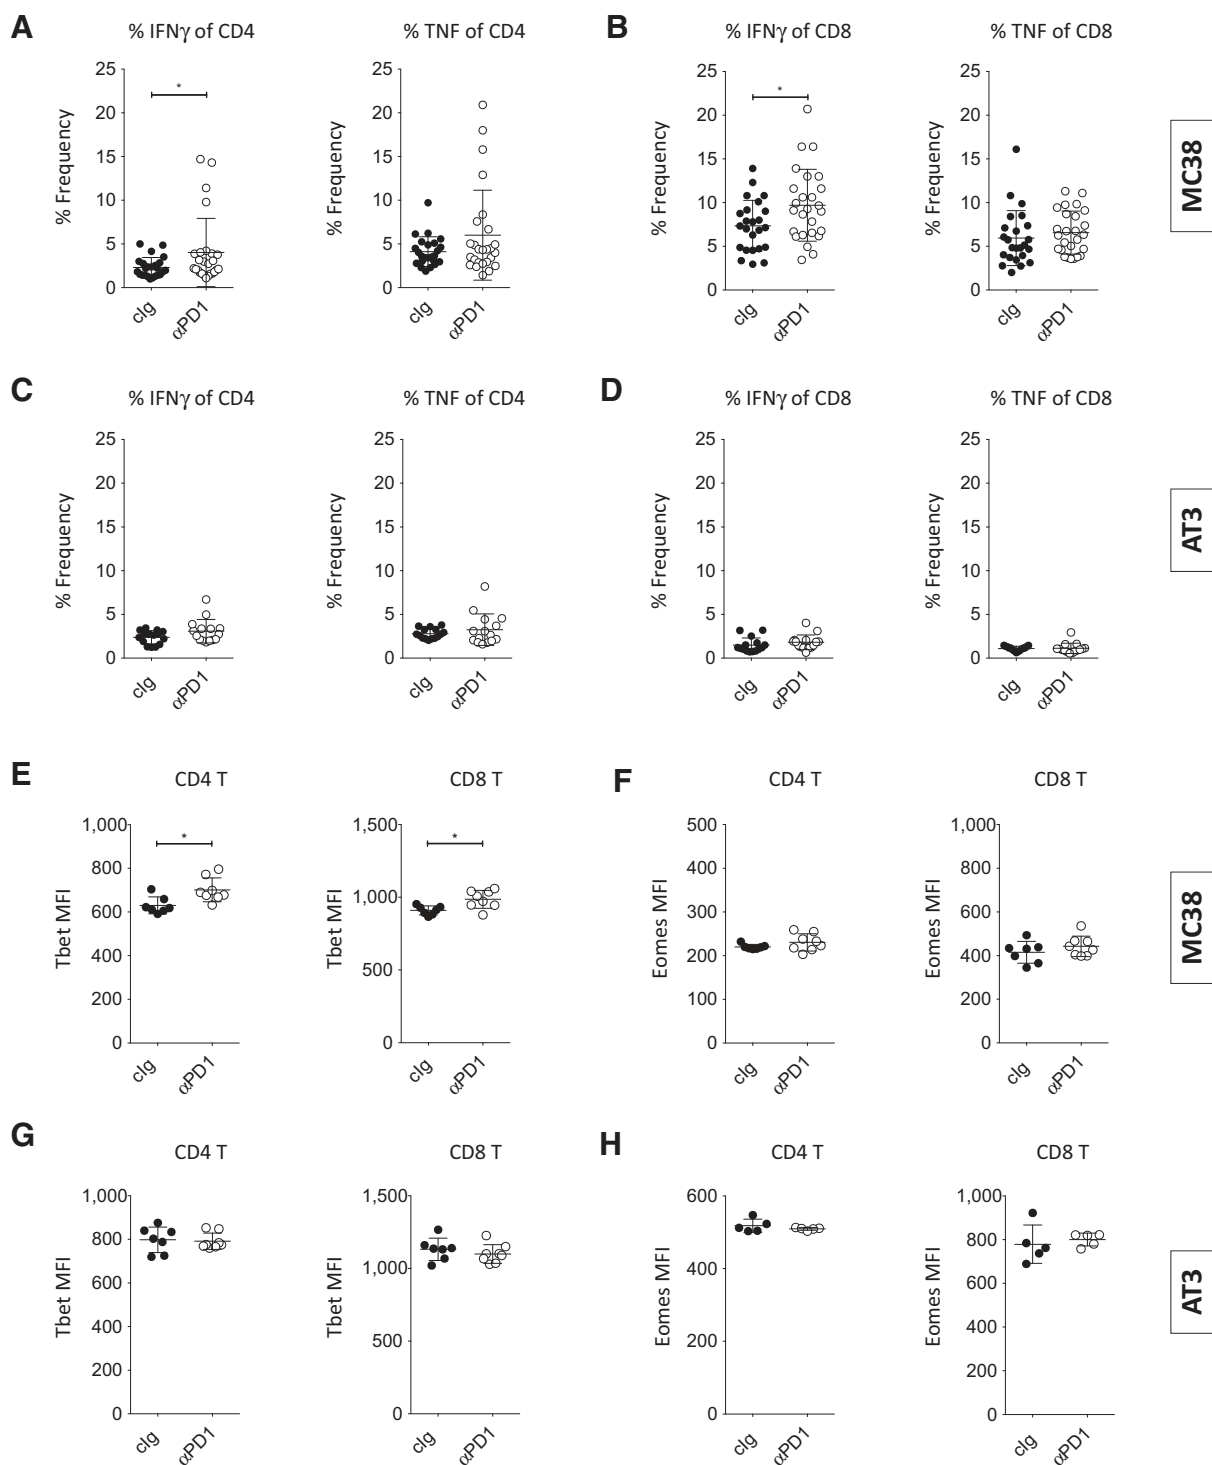 A
% IFNγ of CD4
% TNF of CD4
B
% IFNγ of CD8
% TNF of CD8
% Frequency
25
20
15
10
5
0
*
cIg
αPD1
% Frequency
25
20
15
10
5
0
cIg
αPD1
% Frequency
25
20
15
10
5
0
*
cIg
αPD1
% Frequency
25
20
15
10
5
0
cIg
αPD1
MC38
C
% IFNγ of CD4
% TNF of CD4
D
% IFNγ of CD8
% TNF of CD8
% Frequency
25
20
15
10
5
0
cIg
αPD1
% Frequency
25
20
15
10
5
0
cIg
αPD1
% Frequency
25
20
15
10
5
0
cIg
αPD1
% Frequency
25
20
15
10
5
0
cIg
αPD1
AT3
E
CD4 T
CD8 T
F
CD4 T
CD8 T
Tbet MFI
1,000
800
600
400
200
0
*
cIg
αPD1
Tbet MFI
1,500
1,000
500
0
*
cIg
αPD1
Eomes MFI
500
400
300
200
100
0
cIg
αPD1
Eomes MFI
1,000
800
600
400
200
0
cIg
αPD1
MC38
G
CD4 T
CD8 T
H
CD4 T
CD8 T
Tbet MFI
1,000
800
600
400
200
0
cIg
αPD1
Tbet MFI
1,500
1,000
500
0
cIg
αPD1
Eomes MFI
600
400
200
0
cIg
αPD1
Eomes MFI
1,000
800
600
400
200
0
cIg
αPD1
AT3